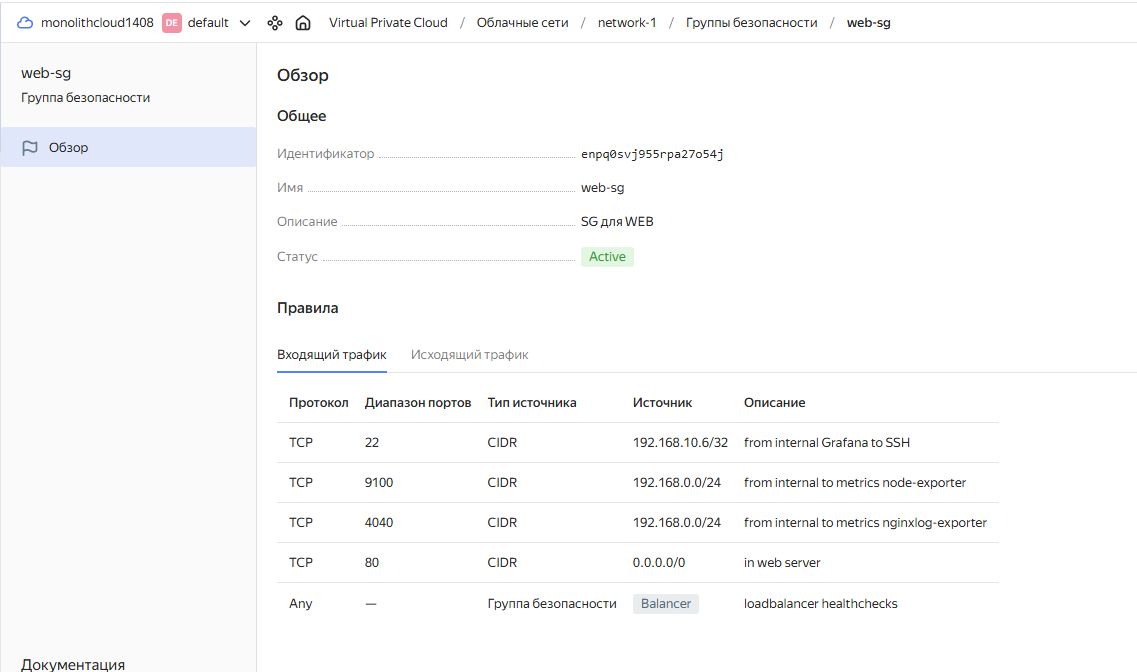 monolithcloud1408 DE default Virtual Private Cloud / Облачные сети / network-1 / Группы безопасности / web-sg
web-sg
Группа безопасности
Обзор
Документация
Обзор
Общее
Идентификатор enpq0svj955rpa27o54j
Имя web-sg
Описание SG для WEB
Статус Active
Правила
Входящий трафик Исходящий трафик
Протокол Диапазон портов Тип источника Источник Описание
TCP 22 CIDR 192.168.10.6/32 from internal Grafana to SSH
TCP 9100 CIDR 192.168.0.0/24 from internal to metrics node-exporter
TCP 4040 CIDR 192.168.0.0/24 from internal to metrics nginxlog-exporter
TCP 80 CIDR 0.0.0.0/0 in web server
Any — Группа безопасности Balancer loadbalancer healthchecks